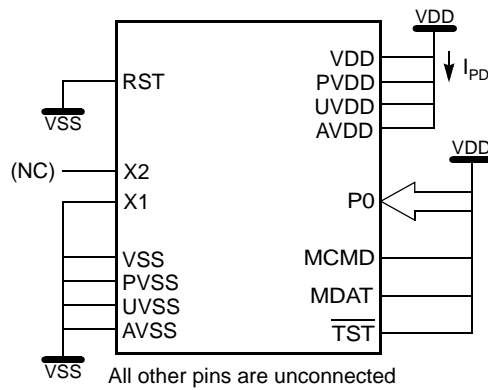 VDD
VDD
PVDD
UVDD
AVDD
I_PD
RST
VSS
VDD
(NC)
X2
X1
P0
VSS
PVSS
UVSS
AVSS
MCMD
MDAT
TST
VSS
All other pins are unconnected